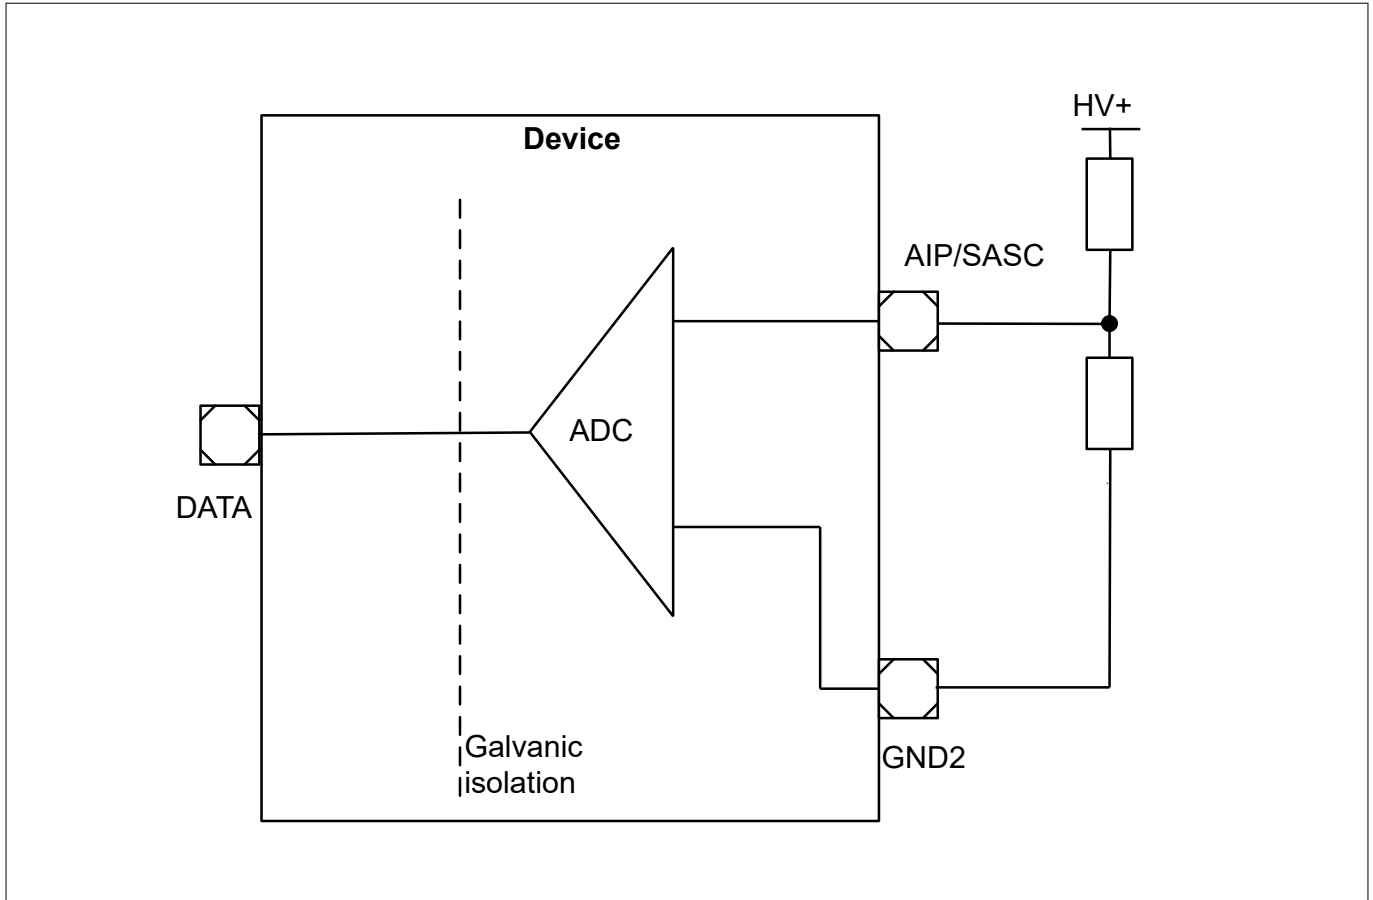 HV+
Device
AIP/SASC
ADC
DATA
Galvanic
isolation
GND2